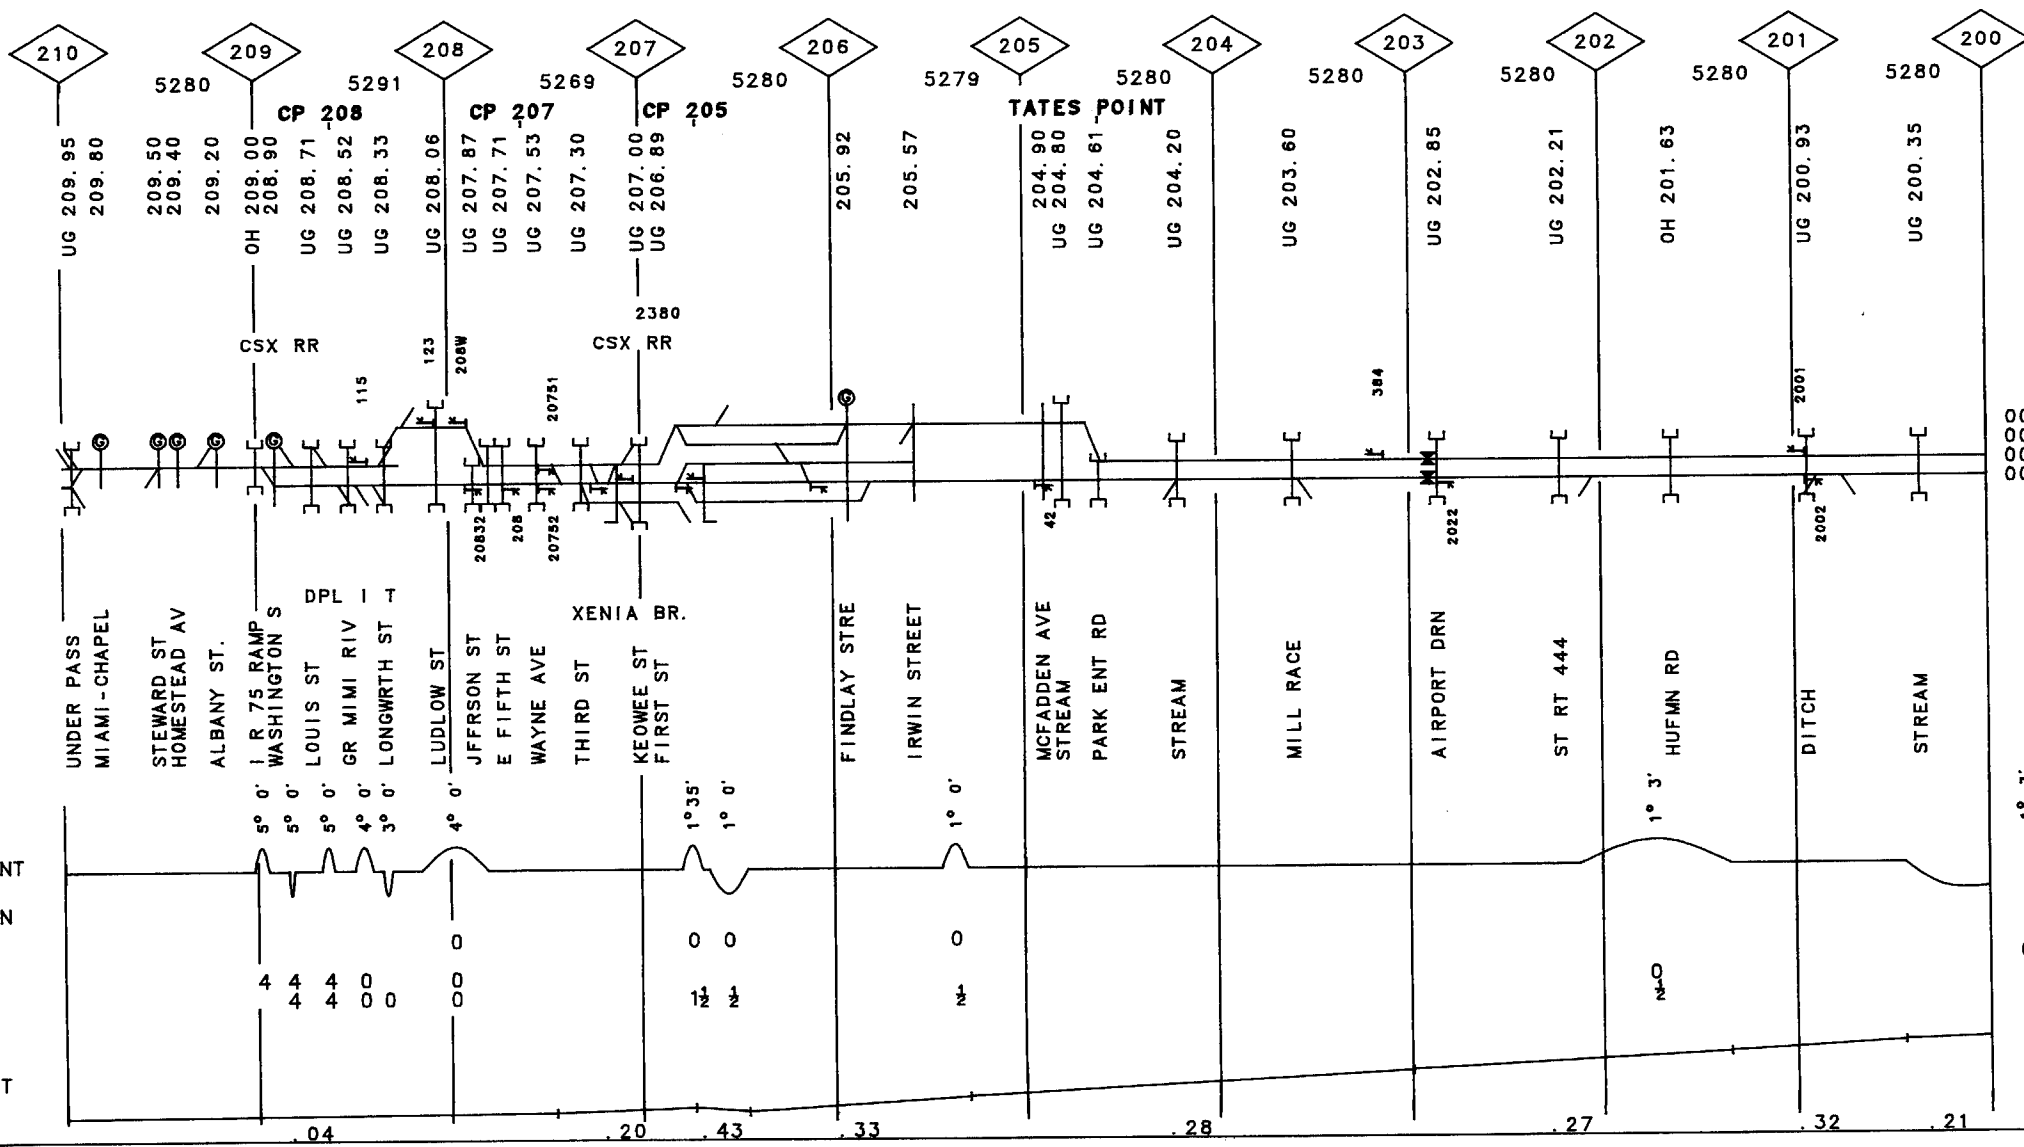 210 209 208 207 206 205 204 203 202 201 200
5280 5291 5269 5280 5279 5280 5280 5280 5280 5280
CP 208 CP 207 CP 205 TATES POINT
UG 209.95
209.80
209.50
209.40
209.20
OH 209.00
208.90
UG 208.71
UG 208.52
UG 208.33
UG 208.06
UG 207.87
UG 207.71
UG 207.53
UG 207.30
UG 207.00
UG 206.89
205.92
205.57
204.90
UG 204.80
UG 204.61
UG 204.20
UG 203.60
UG 202.85
UG 202.21
OH 201.63
UG 200.93
UG 200.35
2380
CSX RR CSX RR
115
123
208W
20751
384
2001
G G G G G G
20832
208
20752
42
2022
2002
DPL I T
XENIA BR.
UNDER PASS
MIAMI-CHAPEL
STEWARD ST
HOMESTEAD AV
ALBANY ST.
I R 75 RAMP
WASHINGTON S
LOUIS ST
GR MIMI RIV
LONGWRTH ST
LUDLOW ST
JFFRSON ST
E FIFTH ST
WAYNE AVE
THIRD ST
KEOWEE ST
FIRST ST
FINDLAY STRE
IRWIN STREET
MCFADDEN AVE
STREAM
PARK ENT RD
STREAM
MILL RACE
AIRPORT DRN
ST RT 444
HUFMN RD
DITCH
STREAM
5° 0' 5° 0' 5° 0' 4° 0' 3° 0' 4° 0' 1°35' 1° 0' 1° 0' 1° 3'
NT
N
0 0 0 0
4 4 4 0 0 0
4 4 0 0 0 1½ ½ ½ ½
T
.04 .20 .43 .33 .28 .27 .32 .21